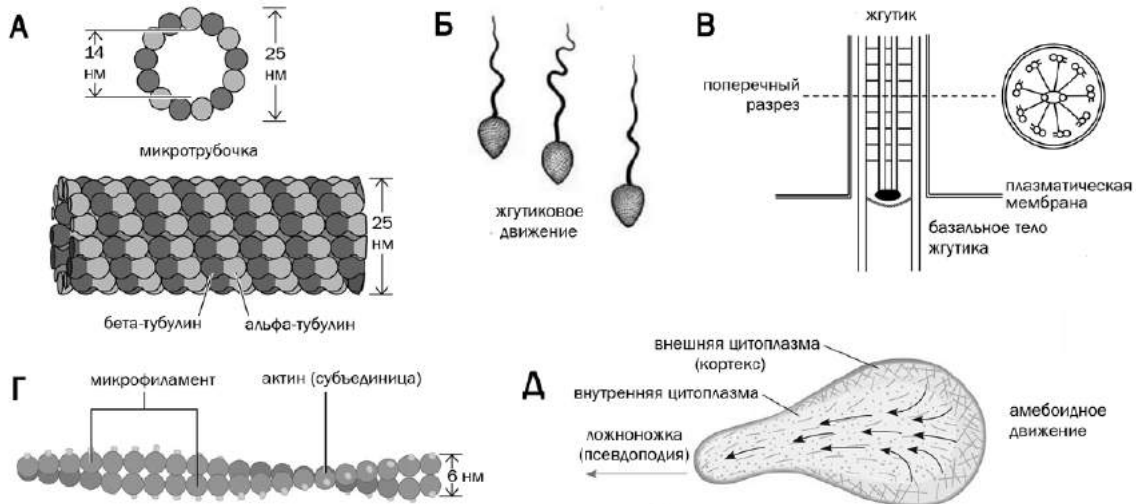 А
14
нм
25
нм
микротрубочка
25
нм
бета-тубулин
альфа-тубулин
Б
жгутиковое
движение
В
жгутик
поперечный
разрез
плазматическая
мембрана
базальное тело
жгутика
Г
микрофиламент
актин (субъединица)
6 нм
Д
внешняя цитоплазма
(кортекс)
внутренняя цитоплазма
ложноножка
(псевдоподия)
амебоидное
движение